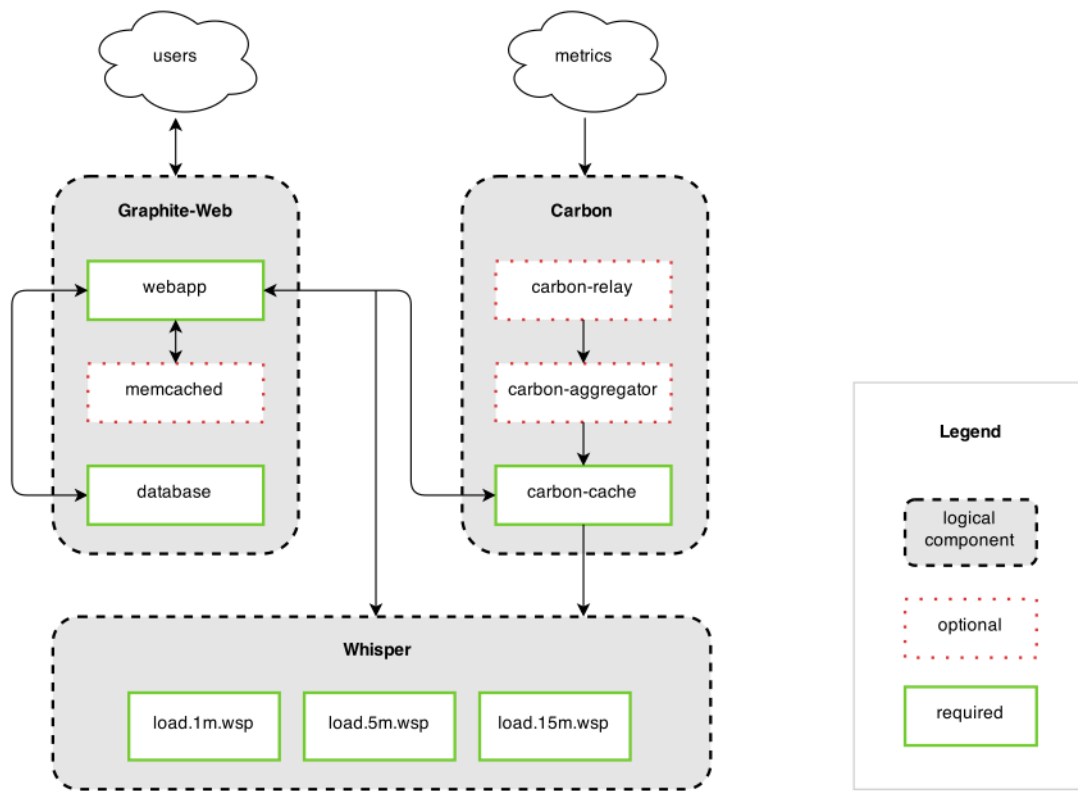 users
metrics
Graphite-Web
Carbon
webapp
carbon-relay
memcached
carbon-aggregator
database
carbon-cache
Whisper
load.1m.wsp
load.5m.wsp
load.15m.wsp
Legend
logical
component
optional
required